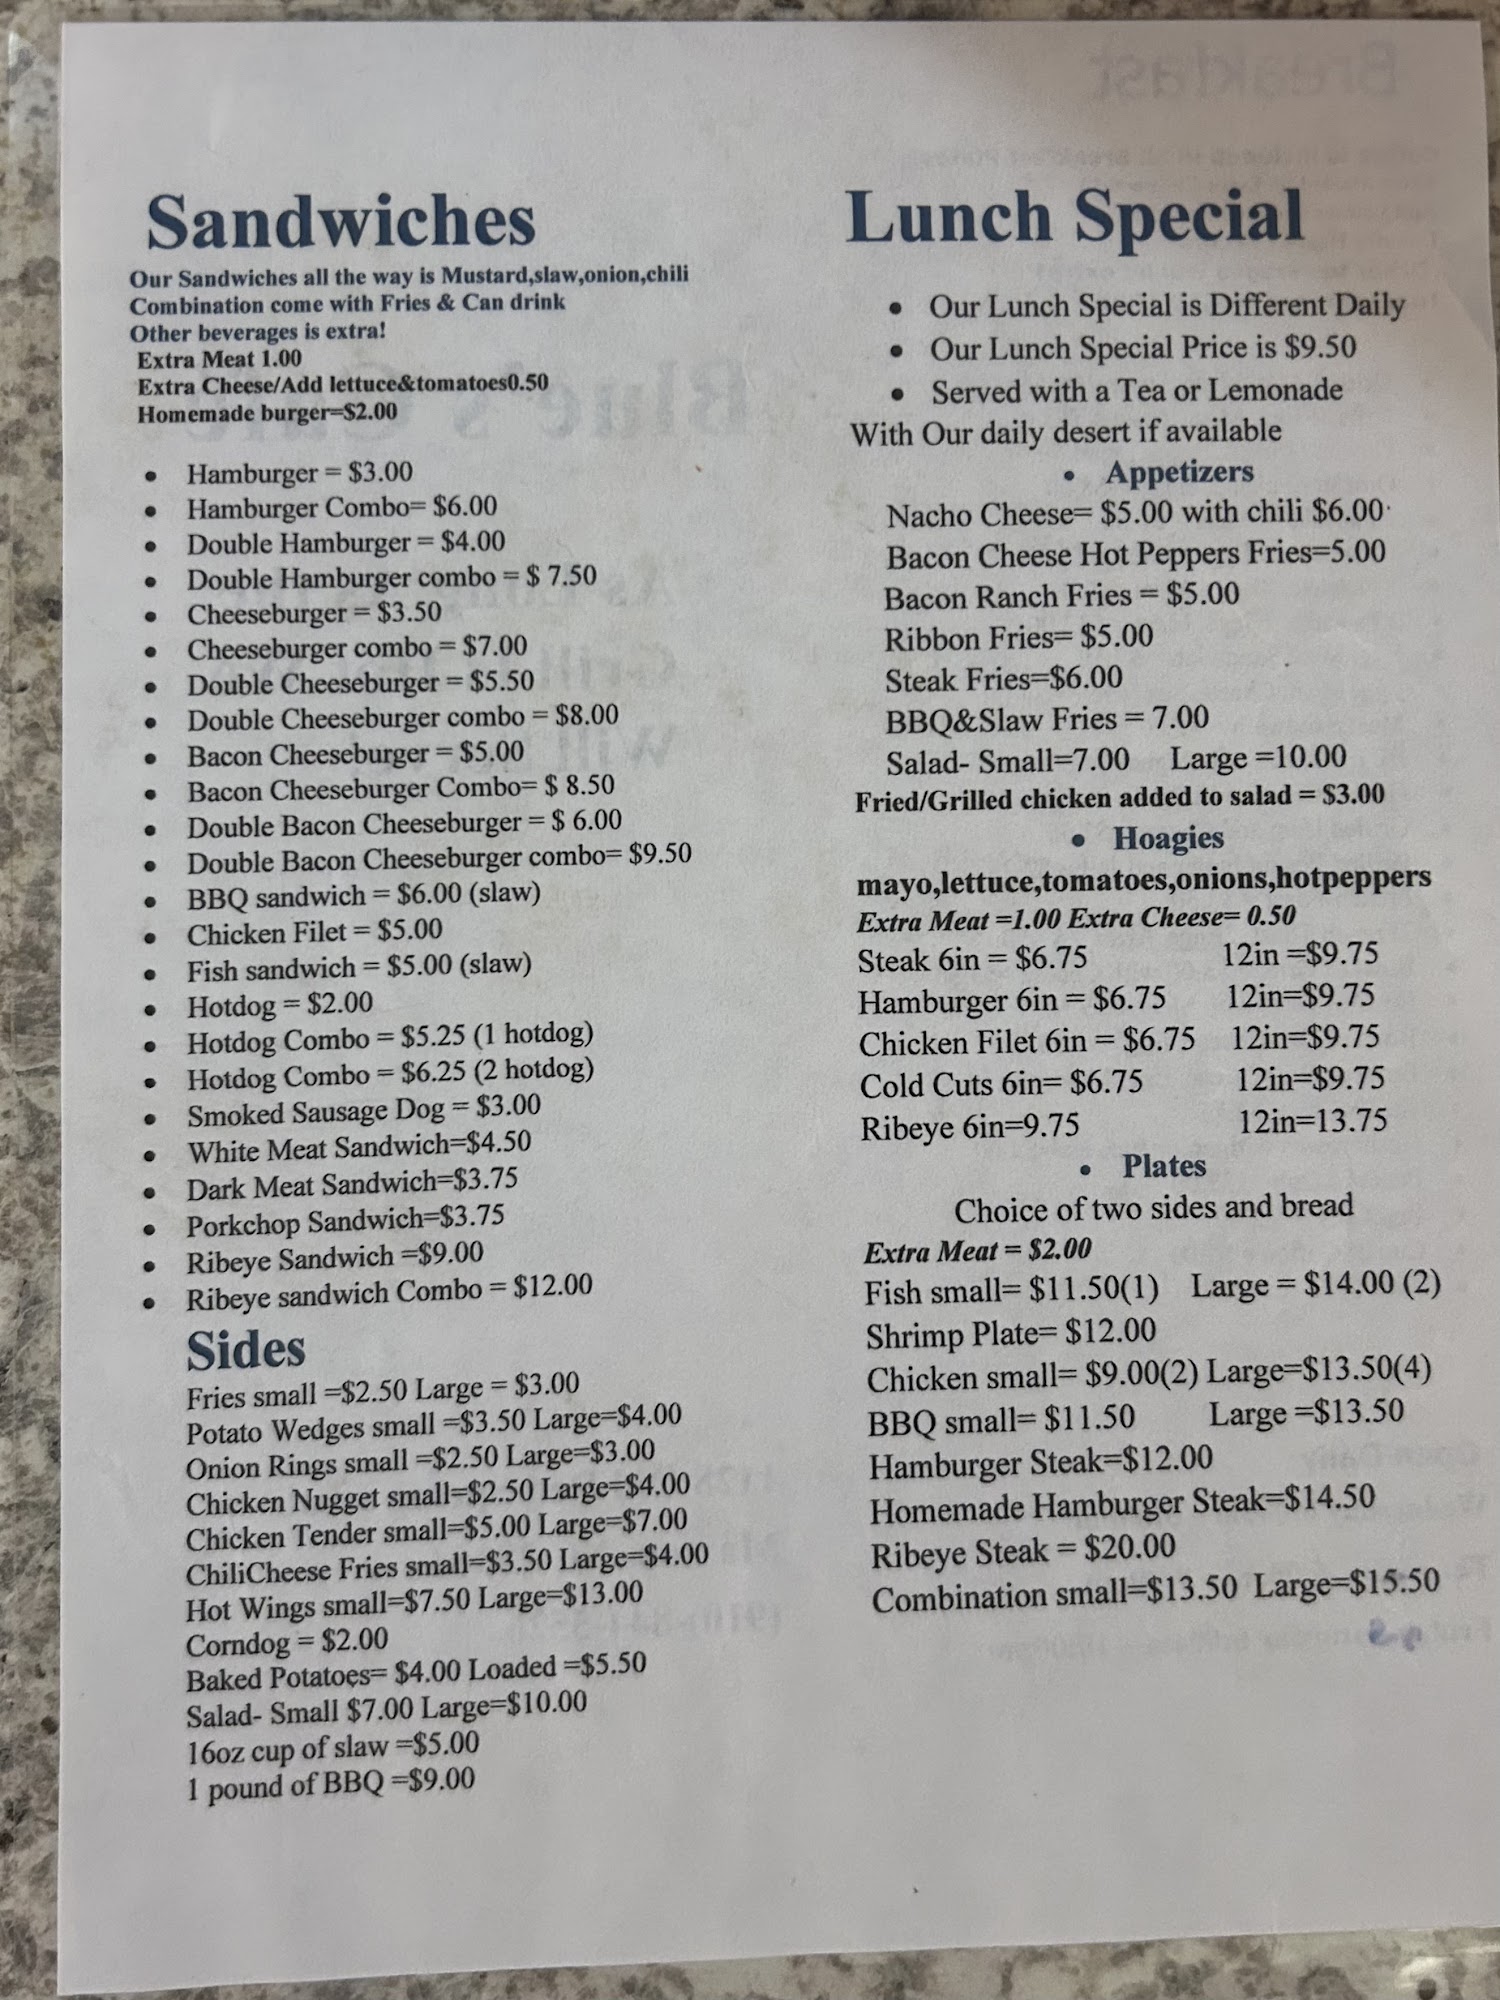 Sandwiches
Our Sandwiches all the way is Mustard,slaw,onion,chili
Combination come with Fries & Can drink
Other beverages is extra!
Extra Meat 1.00
Extra Cheese/Add lettuce&tomatoes0.50
Homemade burger=$2.00
• Hamburger = $3.00
• Hamburger Combo= $6.00
• Double Hamburger = $4.00
• Double Hamburger combo = $ 7.50
• Cheeseburger = $3.50
• Cheeseburger combo = $7.00
• Double Cheeseburger = $5.50
• Double Cheeseburger combo = $8.00
• Bacon Cheeseburger = $5.00
• Bacon Cheeseburger Combo= $ 8.50
• Double Bacon Cheeseburger = $ 6.00
• Double Bacon Cheeseburger combo= $9.50
• BBQ sandwich = $6.00 (slaw)
• Chicken Filet = $5.00
• Fish sandwich = $5.00 (slaw)
• Hotdog = $2.00
• Hotdog Combo = $5.25 (1 hotdog)
• Hotdog Combo = $6.25 (2 hotdog)
• Smoked Sausage Dog = $3.00
• White Meat Sandwich=$4.50
• Dark Meat Sandwich=$3.75
• Porkchop Sandwich=$3.75
• Ribeye Sandwich =$9.00
• Ribeye sandwich Combo = $12.00
Sides
Fries small =$2.50 Large = $3.00
Potato Wedges small =$3.50 Large=$4.00
Onion Rings small =$2.50 Large=$3.00
Chicken Nugget small=$2.50 Large=$4.00
Chicken Tender small=$5.00 Large=$7.00
ChiliCheese Fries small=$3.50 Large=$4.00
Hot Wings small=$7.50 Large=$13.00
Corndog = $2.00
Baked Potatoes= $4.00 Loaded =$5.50
Salad- Small $7.00 Large=$10.00
16oz cup of slaw =$5.00
1 pound of BBQ =$9.00
Lunch Special
• Our Lunch Special is Different Daily
• Our Lunch Special Price is $9.50
• Served with a Tea or Lemonade
With Our daily desert if available
• Appetizers
Nacho Cheese= $5.00 with chili $6.00
Bacon Cheese Hot Peppers Fries=5.00
Bacon Ranch Fries = $5.00
Ribbon Fries= $5.00
Steak Fries=$6.00
BBQ&Slaw Fries = 7.00
Salad- Small=7.00 Large =10.00
Fried/Grilled chicken added to salad = $3.00
• Hoagies
mayo,lettuce,tomatoes,onions,hotpeppers
Extra Meat =1.00 Extra Cheese= 0.50
Steak 6in = $6.75 12in =$9.75
Hamburger 6in = $6.75 12in=$9.75
Chicken Filet 6in = $6.75 12in=$9.75
Cold Cuts 6in= $6.75 12in=$9.75
Ribeye 6in=9.75 12in=13.75
• Plates
Choice of two sides and bread
Extra Meat = $2.00
Fish small= $11.50(1) Large = $14.00 (2)
Shrimp Plate= $12.00
Chicken small= $9.00(2) Large=$13.50(4)
BBQ small= $11.50 Large =$13.50
Hamburger Steak=$12.00
Homemade Hamburger Steak=$14.50
Ribeye Steak = $20.00
Combination small=$13.50 Large=$15.50